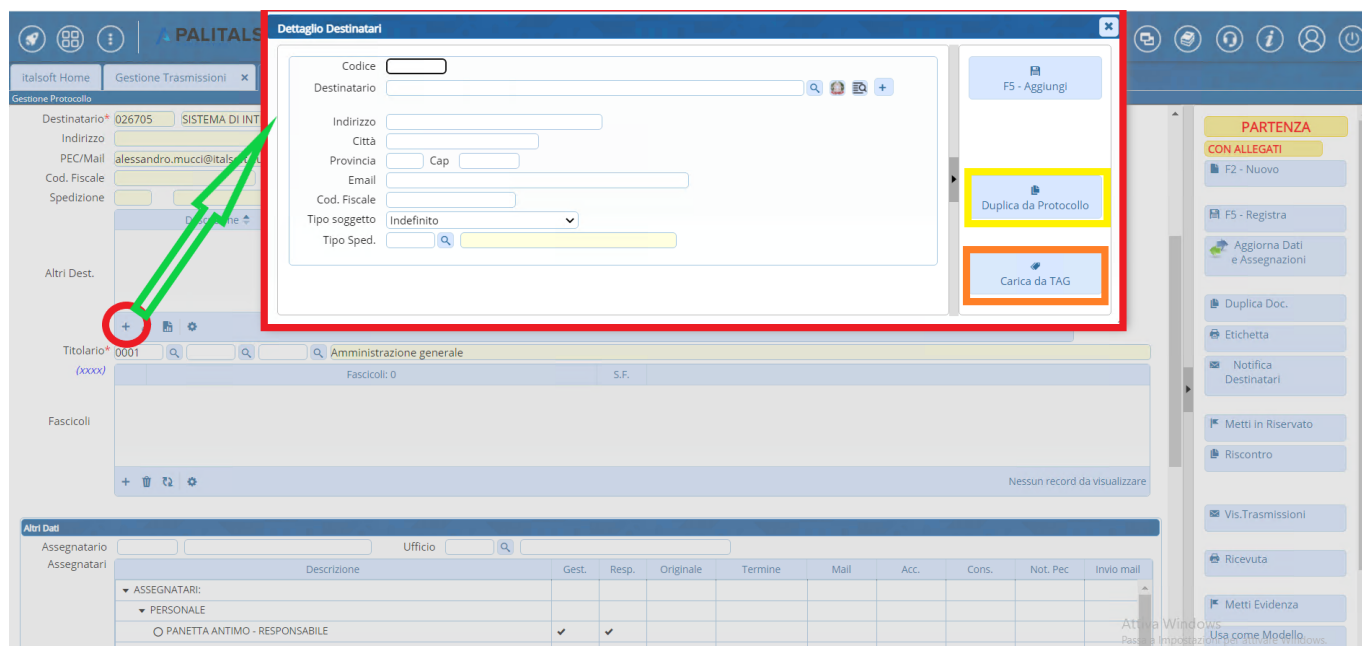 PALITALS
Dettaglio Destinatari
italsoft Home
Gestione Trasmissioni
Gestione Protocollo
Codice
Destinatario
Indirizzo
Città
Provincia Cap
Email
Cod. Fiscale
Tipo soggetto Indefinito
Tipo Sped.
F5 - Aggiungi
Duplica da Protocollo
Carica da TAG
Destinatario* 026705 SISTEMA DI INT
Indirizzo
PEC/Mail
Cod. Fiscale
Spedizione
Altri Dest.
Titolario* 0001 Amministrazione generale
(xxxx)
Fascicoli: 0 S.F.
Fascicoli
Nessun record da visualizzare
Altri Dati
Assegnatario Ufficio
Assegnatari
Descrizione Gest. Resp. Originale Termine Mail Acc. Cons. Not. Pec Invio mail
ASSEGNATARI:
PERSONALE
PANETTA ANTIMO - RESPONSABILE
PARTENZA
CON ALLEGATI
F2 - Nuovo
F5 - Registra
Aggiorna Dati
e Assegnazioni
Duplica Doc.
Etichetta
Notifica
Destinatari
Metti in Riservato
Riscontro
Vis.Trasmissioni
Ricevuta
Metti Evidenza
Usa come Modello